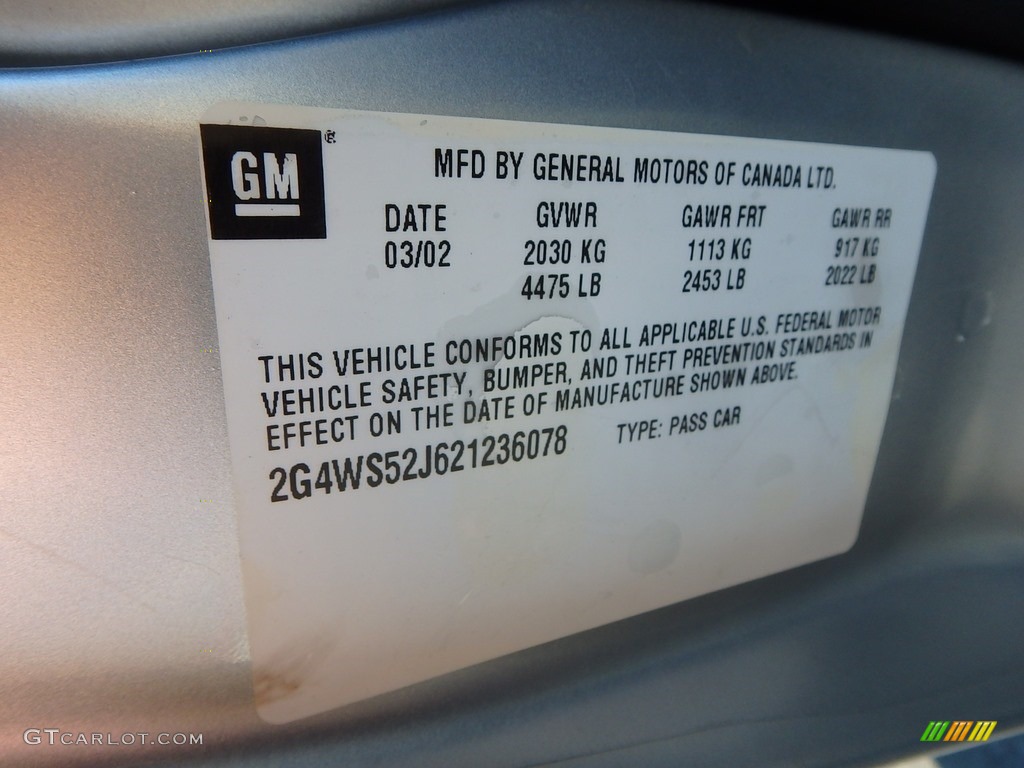 GM
MFD BY GENERAL MOTORS OF CANADA LTD.
DATE GVWR GAWR FRT GAWR RR
03/02 2030 KG 1113 KG 917 KG
4475 LB 2453 LB 2022 LB
THIS VEHICLE CONFORMS TO ALL APPLICABLE U.S. FEDERAL MOTOR
VEHICLE SAFETY, BUMPER, AND THEFT PREVENTION STANDARDS IN
EFFECT ON THE DATE OF MANUFACTURE SHOWN ABOVE.
2G4WS52J621236078 TYPE: PASS CAR
GTCARLOT.COM